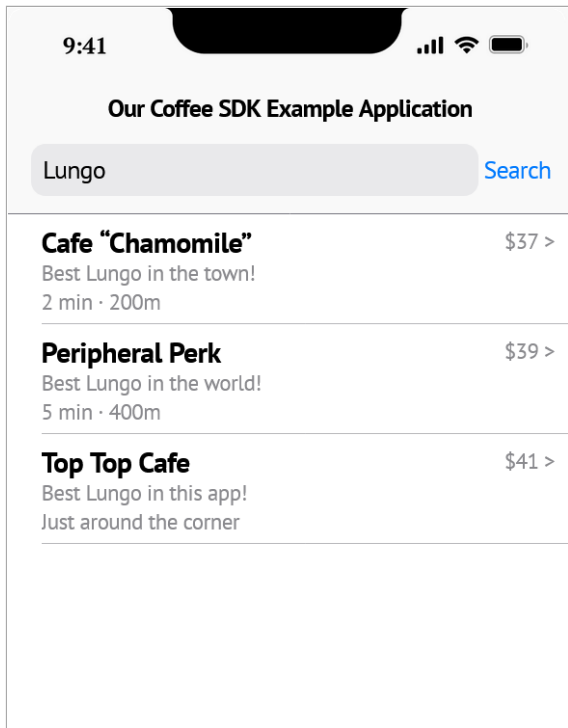 9:41
Our Coffee SDK Example Application
Lungo
Search
Cafe “Chamomile”
$37 >
Best Lungo in the town!
2 min · 200m
Peripheral Perk
$39 >
Best Lungo in the world!
5 min · 400m
Top Top Cafe
$41 >
Best Lungo in this app!
Just around the corner